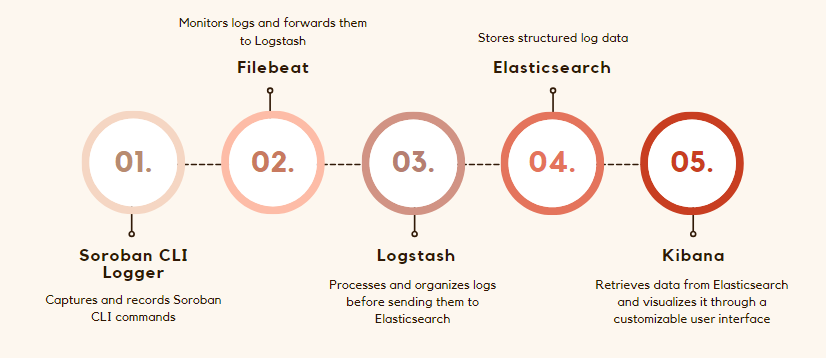 Monitors logs and forwards them
to Logstash
Filebeat
Stores structured log data
Elasticsearch
01.
02.
03.
04.
05.
Soroban CLI
Logger
Captures and records Soroban
CLI commands
Logstash
Processes and organizes logs
before sending them to
Elasticsearch
Kibana
Retrieves data from Elasticsearch
and visualizes it through a
customizable user interface